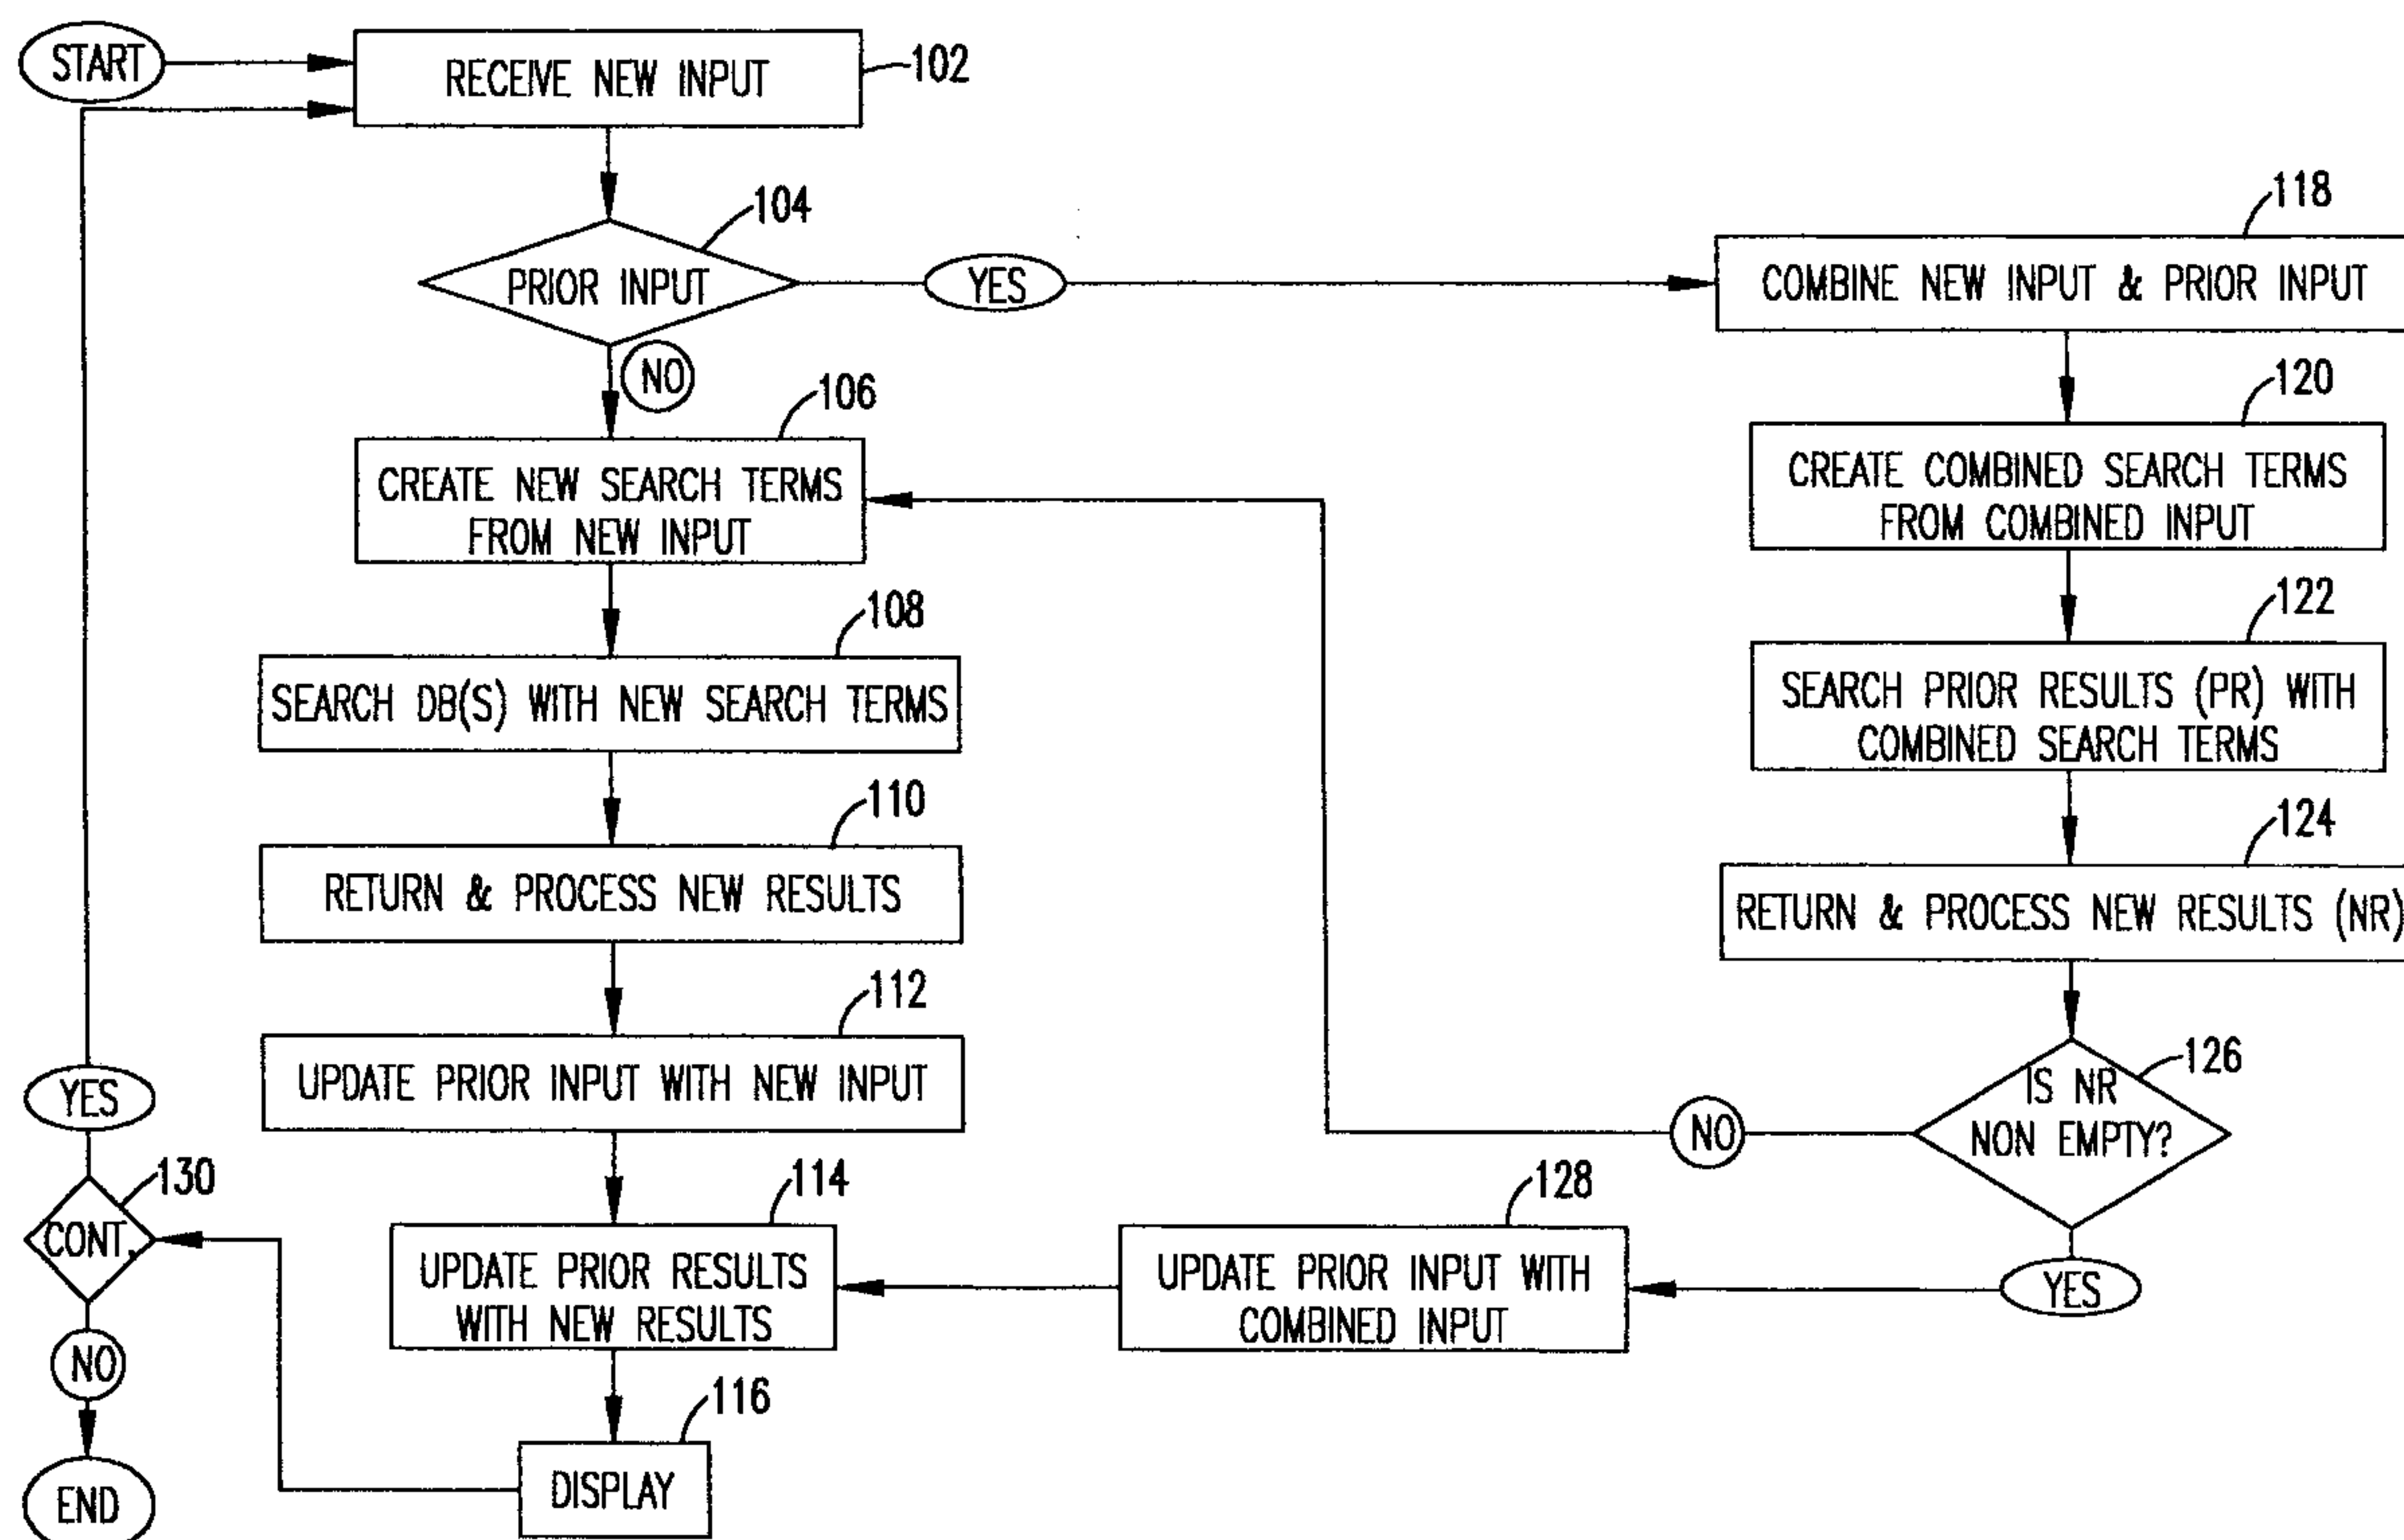 START
RECEIVE NEW INPUT
102
104
PRIOR INPUT
YES
NO
118
COMBINE NEW INPUT & PRIOR INPUT
106
CREATE NEW SEARCH TERMS
FROM NEW INPUT
120
CREATE COMBINED SEARCH TERMS
FROM COMBINED INPUT
108
SEARCH DB(S) WITH NEW SEARCH TERMS
122
SEARCH PRIOR RESULTS (PR) WITH
COMBINED SEARCH TERMS
110
RETURN & PROCESS NEW RESULTS
124
RETURN & PROCESS NEW RESULTS (NR)
112
UPDATE PRIOR INPUT WITH NEW INPUT
126
IS NR
NON EMPTY?
NO
YES
128
UPDATE PRIOR INPUT WITH
COMBINED INPUT
114
UPDATE PRIOR RESULTS
WITH NEW RESULTS
116
DISPLAY
YES
130
CONT.
NO
END